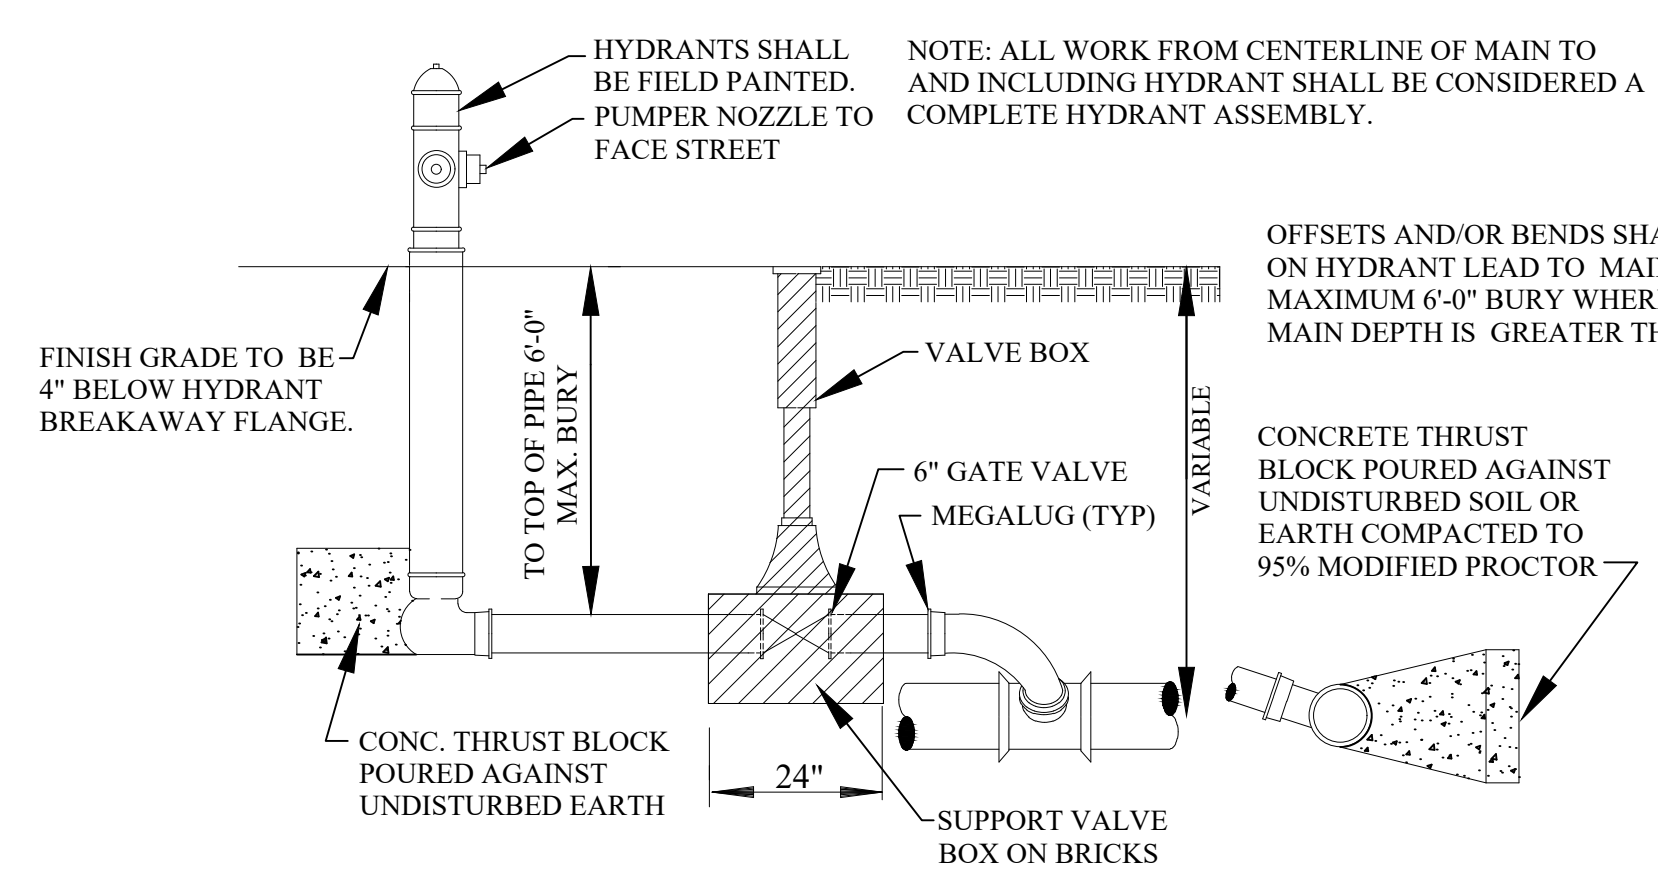 HYDRANTS SHALL
BE FIELD PAINTED.
PUMPER NOZZLE TO
FACE STREET
NOTE: ALL WORK FROM CENTERLINE OF MAIN TO
AND INCLUDING HYDRANT SHALL BE CONSIDERED A
COMPLETE HYDRANT ASSEMBLY.
OFFSETS AND/OR BENDS
ON HYDRANT LEAD TO
MAXIMUM 6'-0" BURY
MAIN DEPTH IS GREATER
FINISH GRADE TO BE
4" BELOW HYDRANT
BREAKAWAY FLANGE.
TO TOP OF PIPE 6'-0"
MAX. BURY
VALVE BOX
6" GATE VALVE
MEGALUG (TYP)
VARIABLE
CONCRETE THRUST
BLOCK POURED AGAINST
UNDISTURBED SOIL OR
EARTH COMPACTED TO
95% MODIFIED PROCTOR
CONC. THRUST BLOCK
POURED AGAINST
UNDISTURBED EARTH
24"
SUPPORT VALVE
BOX ON BRICKS